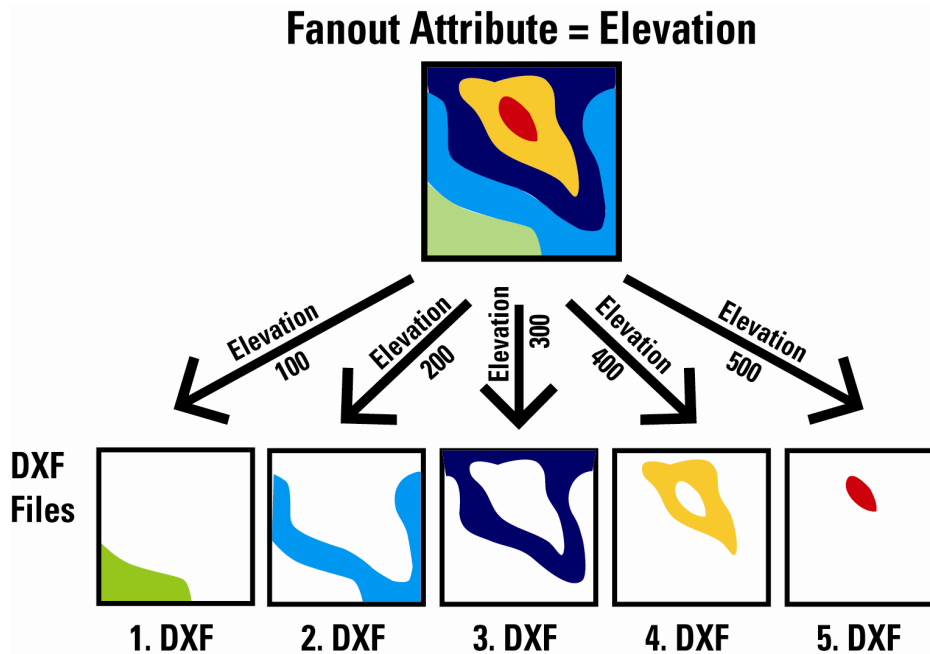 Fanout Attribute = Elevation
Elevation
100
Elevation
200
Elevation
300
Elevation
400
Elevation
500
DXF
Files
1. DXF
2. DXF
3. DXF
4. DXF
5. DXF